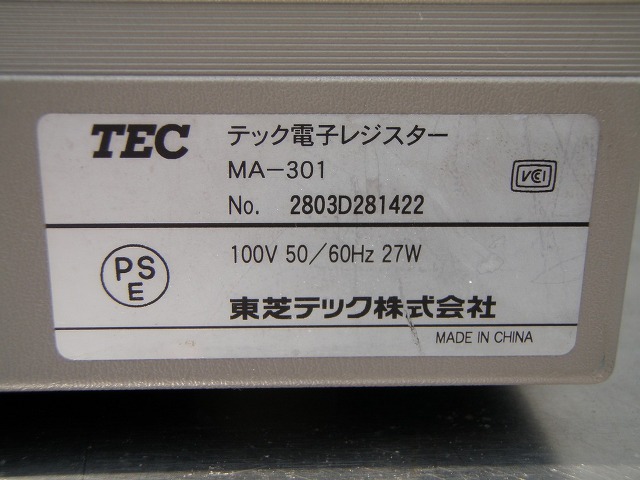 TEC
テック電子レジスター
MA-301
No. 2803D281422
VCI
PS
E
100V 50/60Hz 27W
東芝テック株式会社
MADE IN CHINA